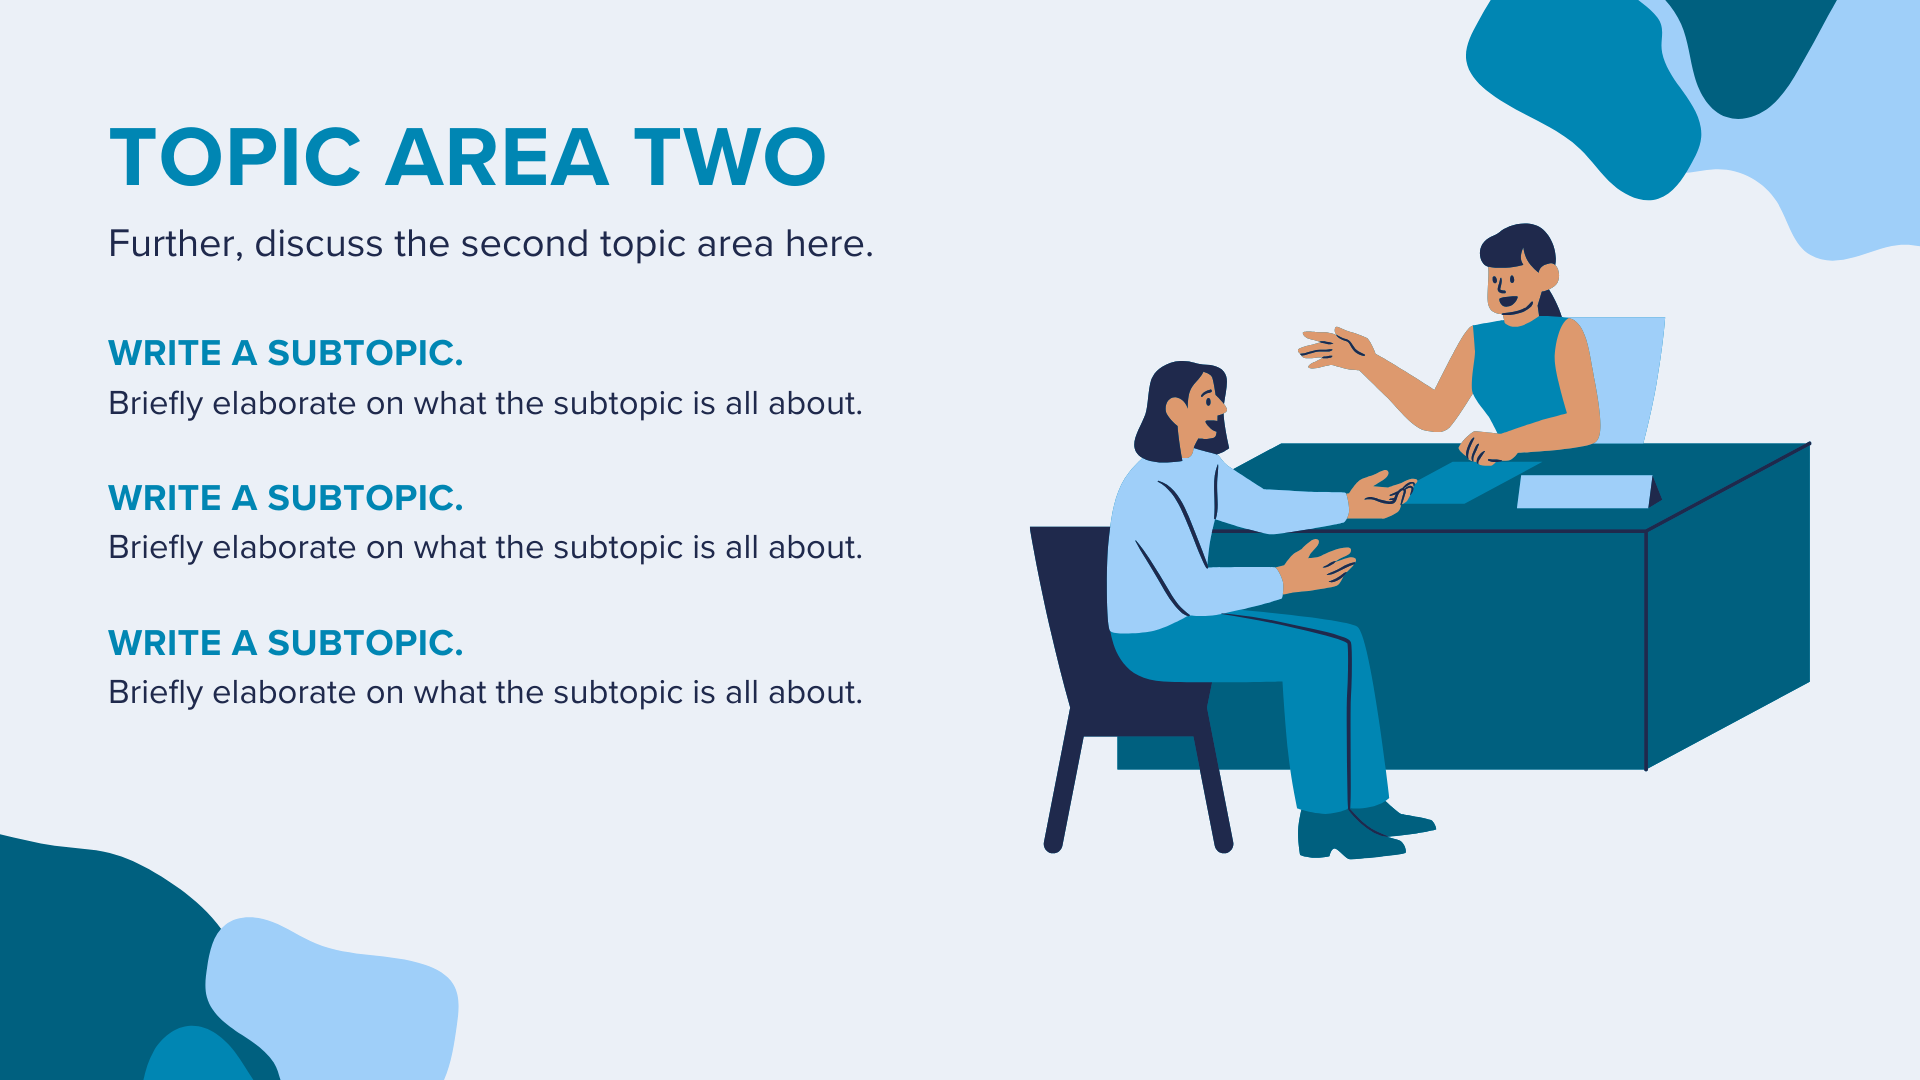 TOPIC AREA TWO
Further, discuss the second topic area here.
WRITE A SUBTOPIC.
Briefly elaborate on what the subtopic is all about.
WRITE A SUBTOPIC.
Briefly elaborate on what the subtopic is all about.
WRITE A SUBTOPIC.
Briefly elaborate on what the subtopic is all about.